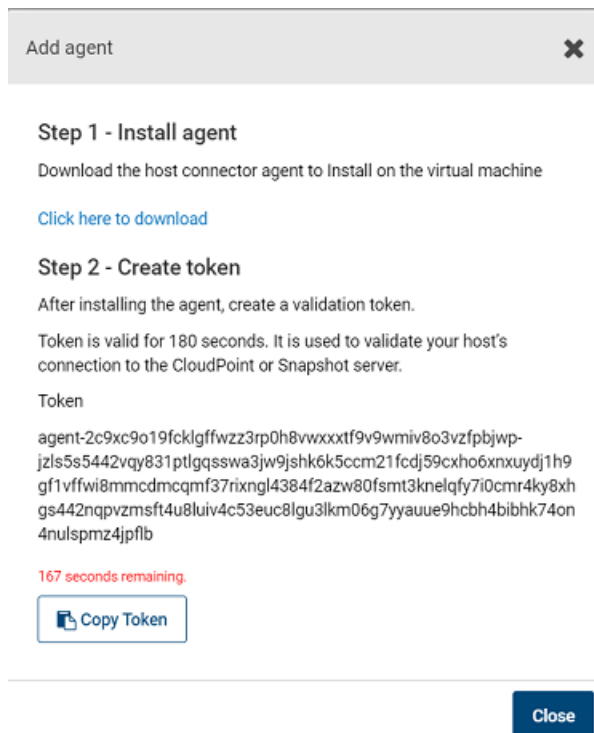 Add agent
Step 1 - Install agent
Download the host connector agent to Install on the virtual machine
Click here to download
Step 2 - Create token
After installing the agent, create a validation token.
Token is valid for 180 seconds. It is used to validate your host's
connection to the CloudPoint or Snapshot server.
Token
agent-2c9xc9o19fcklgffwzz3rp0h8vwxxxtf9v9wmiv8o3vzfpbjwp-
jzls5s5442vqy831ptlgqsswa3jw9jshk6k5ccm21fcdj59cxho6xnxuydj1h9
gf1vffwi8mmcdmcqmf37rixngl4384f2azw80fsmt3knelqfy7i0cmr4ky8xh
gs442nqpvzmsft4u8luiv4c53euc8lgu3lkm06g7yyauue9hcbh4bibhk74on
4nulspmz4jpflb
167 seconds remaining.
Copy Token
Close